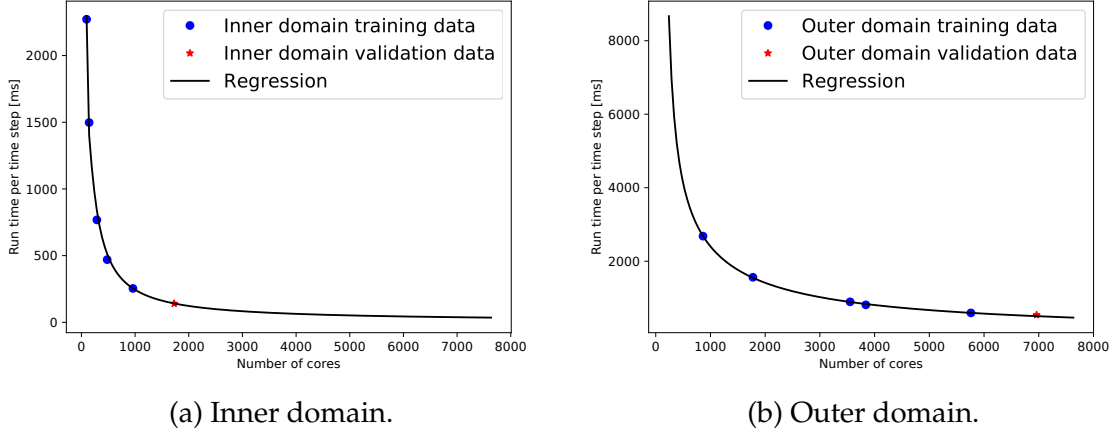 Inner domain training data
Inner domain validation data
Regression
Run time per time step [ms]
2000
1500
1000
500
0
0 1000 2000 3000 4000 5000 6000 7000 8000
Number of cores
(a) Inner domain.
Outer domain training data
Outer domain validation data
Regression
Run time per time step [ms]
8000
6000
4000
2000
0 1000 2000 3000 4000 5000 6000 7000 8000
Number of cores
(b) Outer domain.